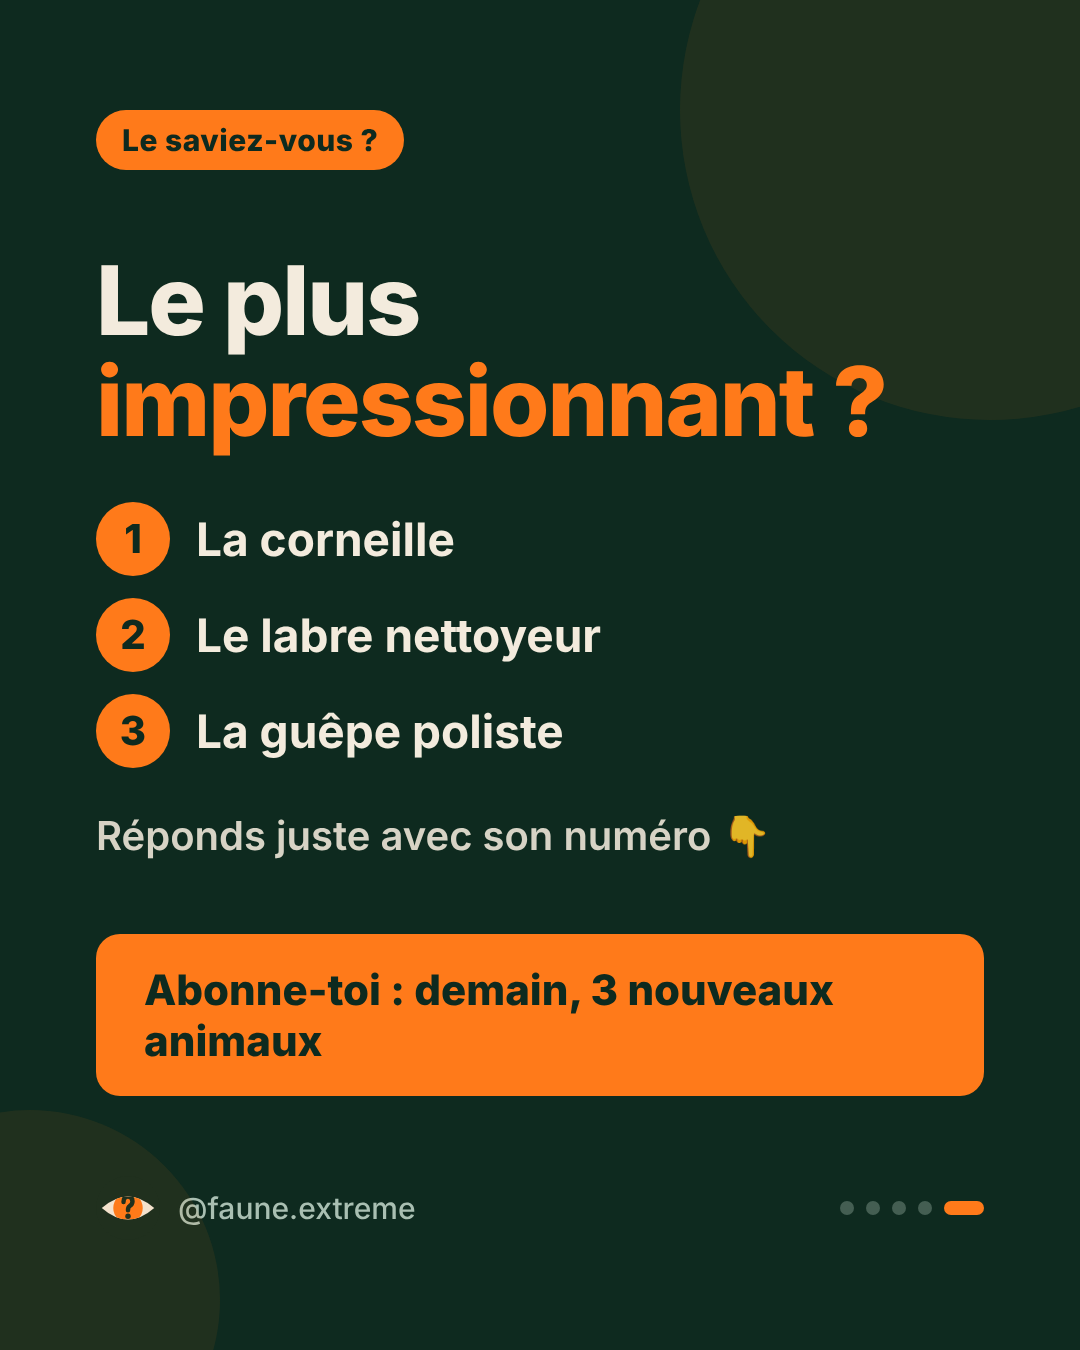 Le saviez-vous ?
Le plus
impressionnant ?
1 La corneille
2 Le labre nettoyeur
3 La guêpe poliste
Réponds juste avec son numéro 👇
Abonne-toi : demain, 3 nouveaux
animaux
? @faune.extreme